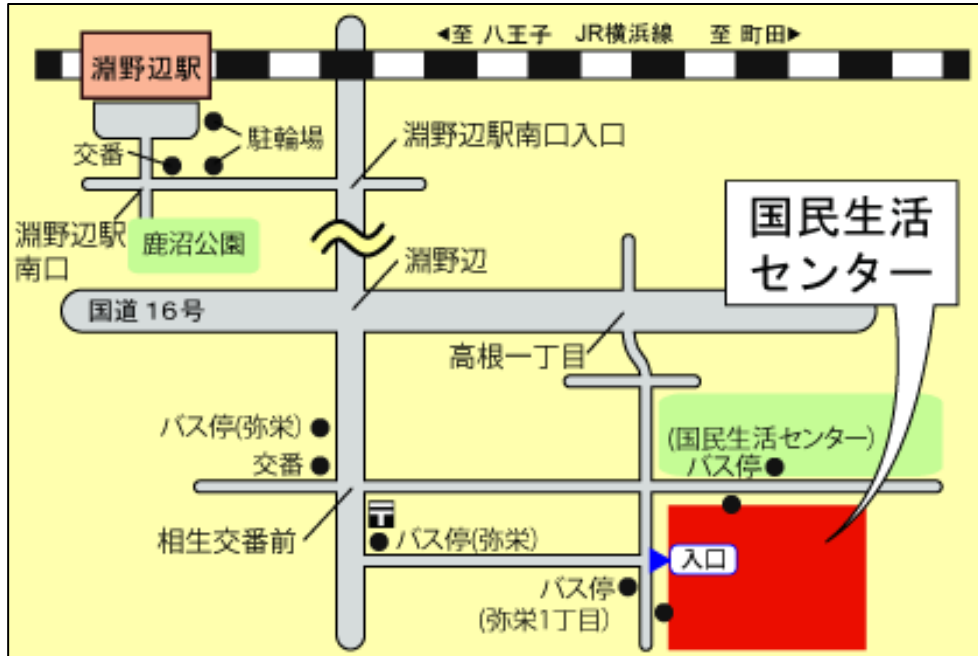 ◀至 八王子 JR横浜線 至 町田▶
淵野辺駅
駐輪場
交番
淵野辺駅南口入口
淵野辺駅
南口
鹿沼公園
国民生活
センター
淵野辺
国道16号
高根一丁目
バス停(弥栄)
交番
(国民生活センター)
バス停
相生交番前
〒
バス停(弥栄)
入口
バス停
(弥栄1丁目)